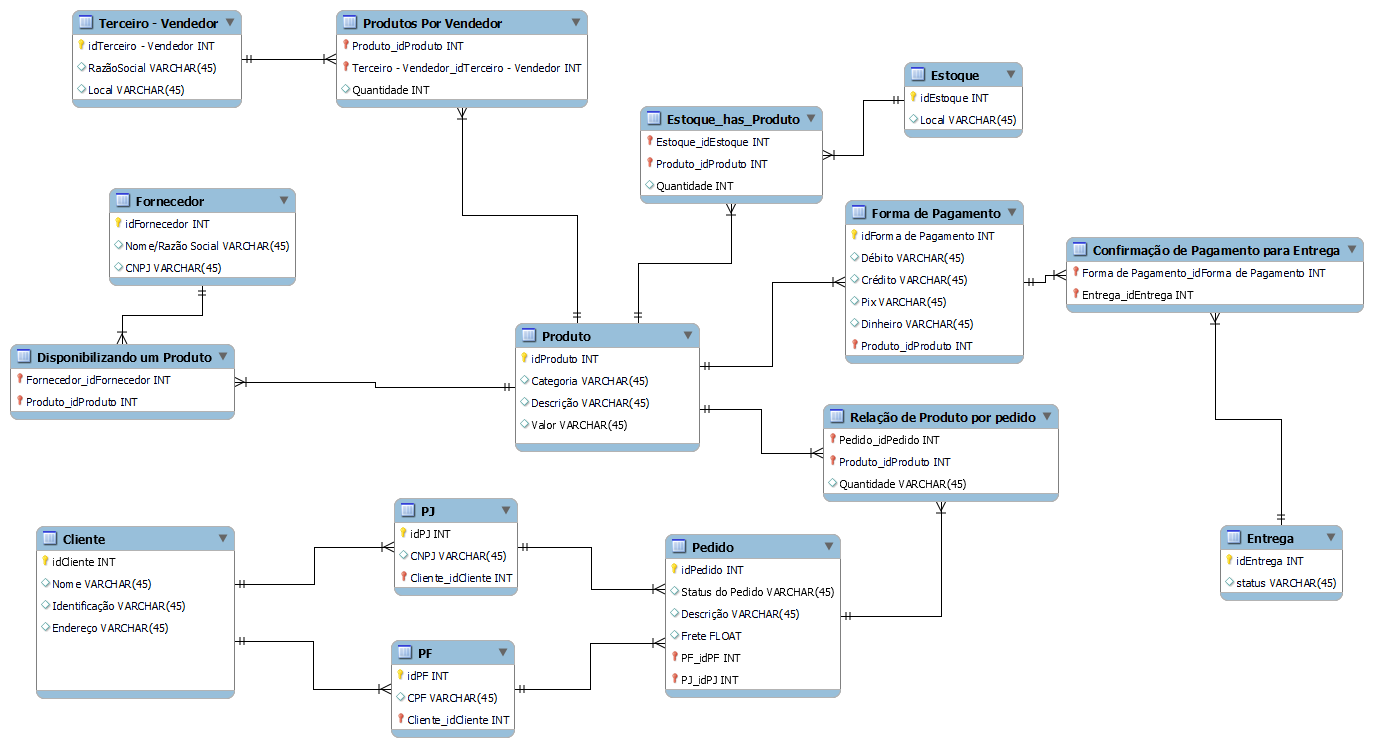 Terceiro - Vendedor
idTerceiro - Vendedor INT
RazãoSocial VARCHAR(45)
Local VARCHAR(45)
Produtos Por Vendedor
Produto_idProduto INT
Terceiro - Vendedor_idTerceiro - Vendedor INT
Quantidade INT
Estoque
idEstoque INT
Local VARCHAR(45)
Estoque_has_Produto
Estoque_idEstoque INT
Produto_idProduto INT
Quantidade INT
Fornecedor
idFornecedor INT
Nome/Razão Social VARCHAR(45)
CNPJ VARCHAR(45)
Forma de Pagamento
idForma de Pagamento INT
Débito VARCHAR(45)
Crédito VARCHAR(45)
Pix VARCHAR(45)
Dinheiro VARCHAR(45)
Produto_idProduto INT
Confirmação de Pagamento para Entrega
Forma de Pagamento_idForma de Pagamento INT
Entrega_idEntrega INT
Disponibilizando um Produto
Fornecedor_idFornecedor INT
Produto_idProduto INT
Produto
idProduto INT
Categoria VARCHAR(45)
Descrição VARCHAR(45)
Valor VARCHAR(45)
Relação de Produto por pedido
Pedido_idPedido INT
Produto_idProduto INT
Quantidade VARCHAR(45)
Cliente
idCliente INT
Nome VARCHAR(45)
Identificação VARCHAR(45)
Endereço VARCHAR(45)
PJ
idPJ INT
CNPJ VARCHAR(45)
Cliente_idCliente INT
PF
idPF INT
CPF VARCHAR(45)
Cliente_idCliente INT
Pedido
idPedido INT
Status do Pedido VARCHAR(45)
Descrição VARCHAR(45)
Frete FLOAT
PF_idPF INT
PJ_idPJ INT
Entrega
idEntrega INT
status VARCHAR(45)